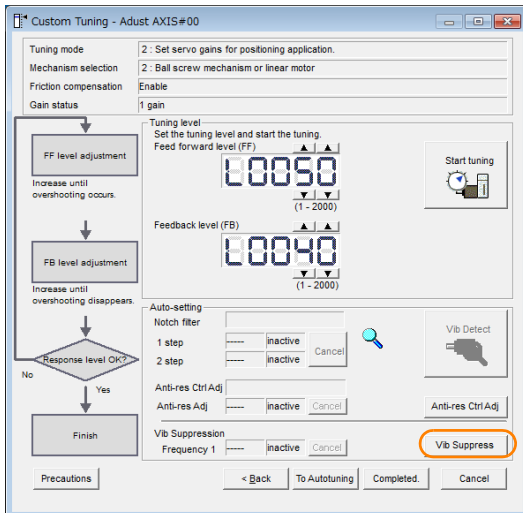 Custom Tuning - Adust AXIS#00
Tuning mode
2 : Set servo gains for positioning application.
Mechanism selection
2 : Ball screw mechanism or linear motor
Friction compensation
Enable
Gain status
1 gain
FF level adjustment
Increase until
overshooting occurs.
FB level adjustment
Increase until
overshooting disappears.
Response level OK?
No
Yes
Finish
Tuning level
Set the tuning level and start the tuning.
Feed forward level (FF)
L0050
(1 - 2000)
Feedback level (FB)
L0040
(1 - 2000)
Start tuning
Auto-setting
Notch filter
1 step
-----
inactive
2 step
-----
inactive
Cancel
Vib Detect
Anti-res Ctrl Adj
Anti-res Adj
-----
inactive
Cancel
Anti-res Ctrl Adj
Vib Suppression
Frequency 1
-----
inactive
Cancel
Vib Suppress
Precautions
< Back
To Autotuning
Completed.
Cancel